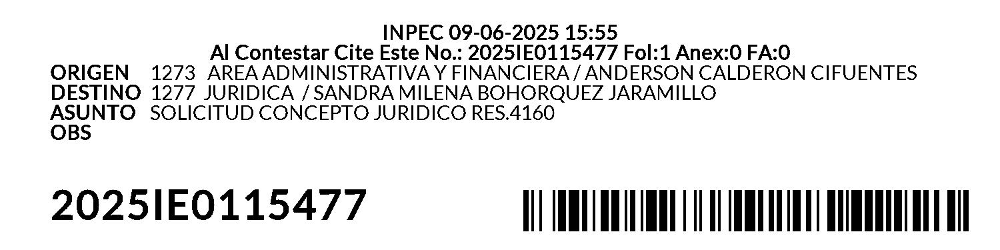 INPEC 09-06-2025 15:55
Al Contestar Cite Este No.: 2025IE0115477 Fol:1 Anex:0 FA:0
ORIGEN 1273 AREA ADMINISTRATIVA Y FINANCIERA / ANDERSON CALDERON CIFUENTES
DESTINO 1277 JURIDICA / SANDRA MILENA BOHORQUEZ JARAMILLO
ASUNTO SOLICITUD CONCEPTO JURIDICO RES.4160
OBS
2025IE0115477